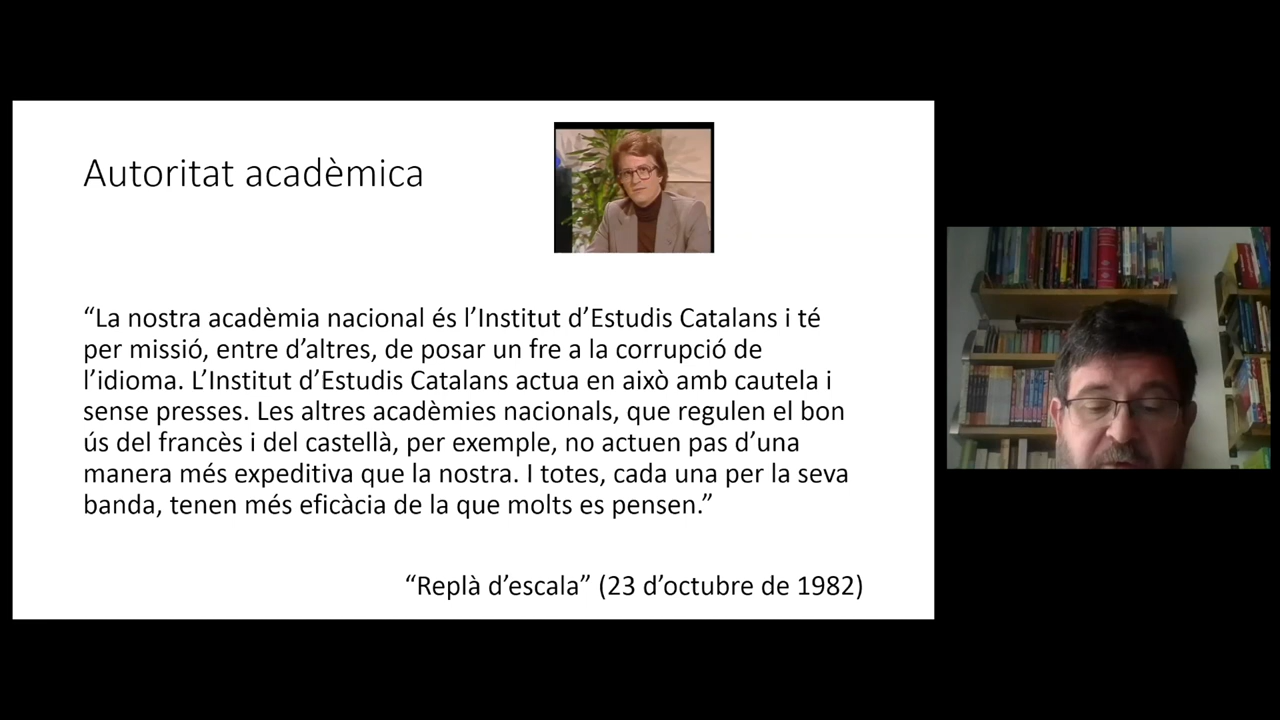 Autoritat acadèmica
“La nostra acadèmia nacional és l’Institut d’Estudis Catalans i té
per missió, entre d’altres, de posar un fre a la corrupció de
l’idioma. L’Institut d’Estudis Catalans actua en això amb cautela i
sense presses. Les altres acadèmies nacionals, que regulen el bon
ús del francès i del castellà, per exemple, no actuen pas d’una
manera més expeditiva que la nostra. I totes, cada una per la seva
banda, tenen més eficàcia de la que molts es pensen.”
“Replà d’escala” (23 d’octubre de 1982)